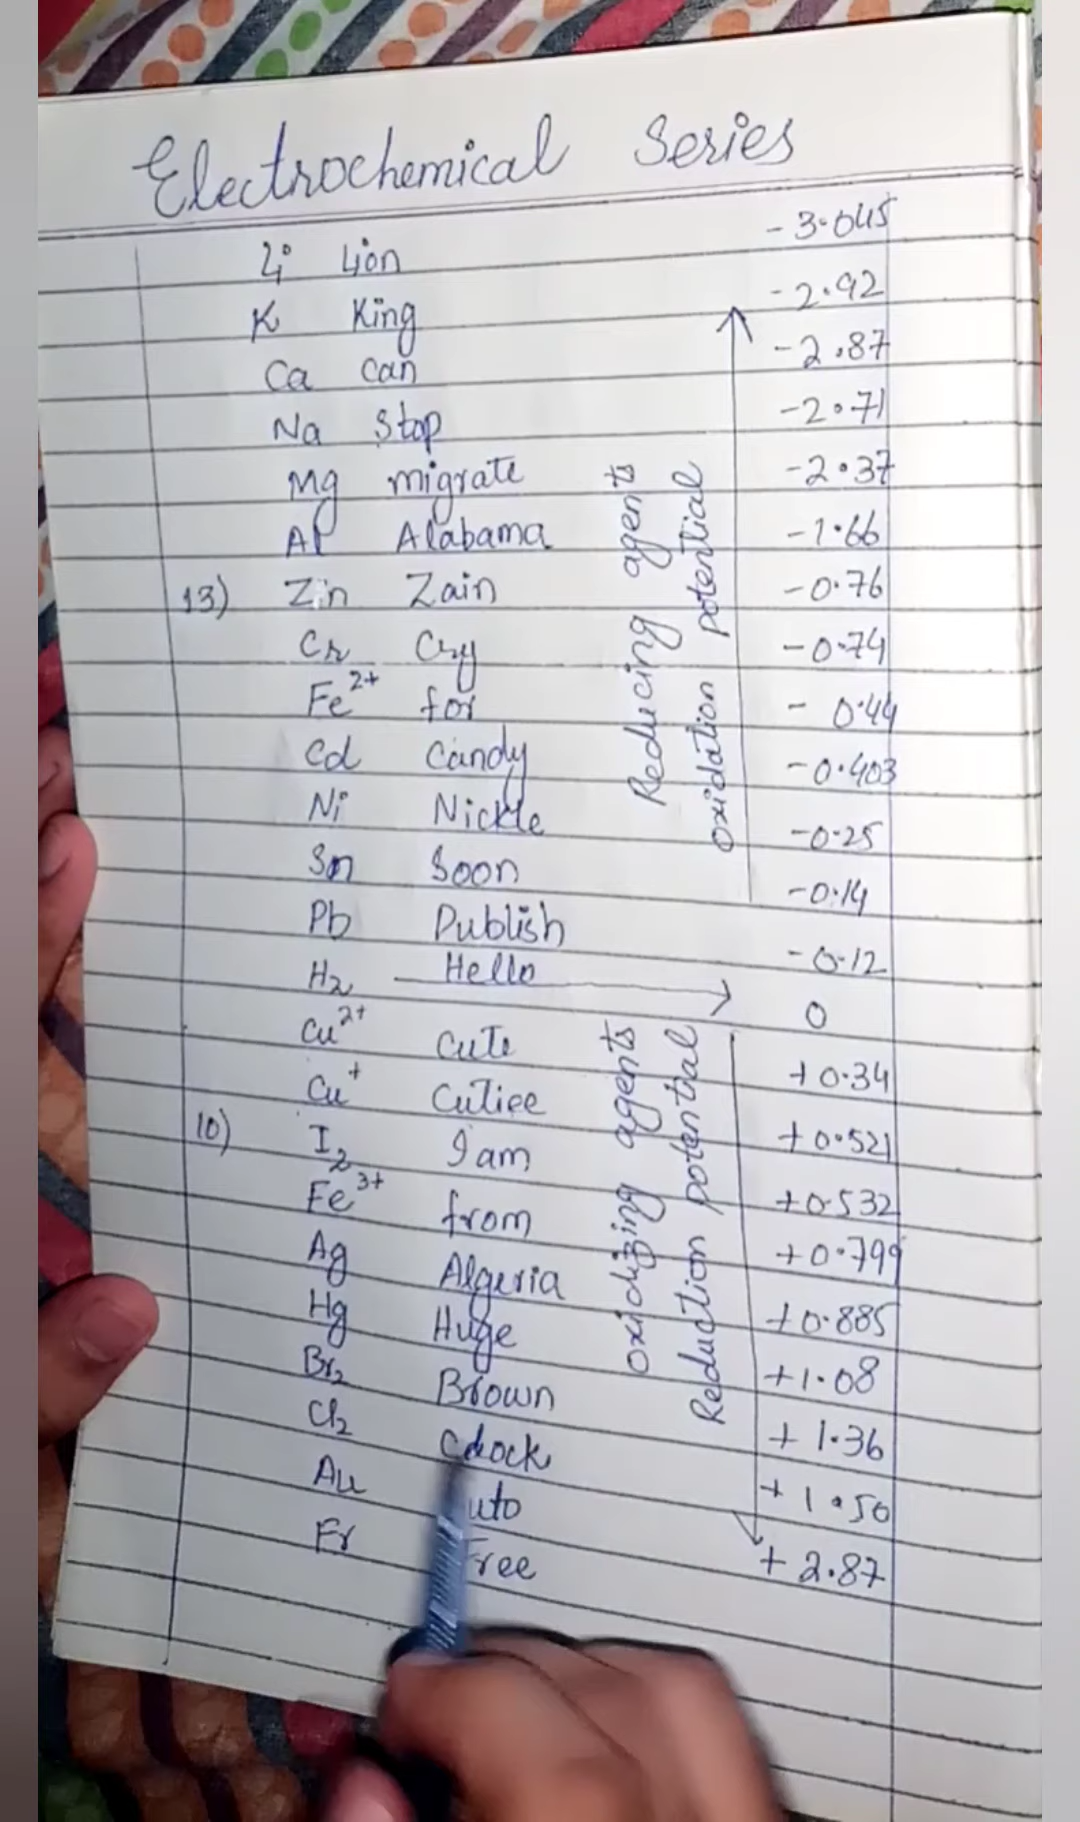 Electrochemical Series
Li Lion -3.045
K King -2.92
Ca Can -2.87
Na Stop -2.71
Mg migrate -2.37
Al Alabama -1.66
13) Zn Zain -0.76
Cr Cry -0.74
Fe2+ for - 0.44
Cd Candy -0.403
Ni Nickle -0.25
Sn Soon -0.14
Pb Publish -0.12
H2 Hello 0
Cu2+ Cute +0.34
Cu+ Cutiee +0.521
10) I2 I am +0.532
Fe3+ from +0.799
Ag Algeria +0.885
Hg Huge +1.08
Br2 Brown + 1.36
Cl2 Clock + 1.50
Au uto + 2.87
Fr Free
Reducing agents
oxidation potential
oxidizing agents
Reduction potential